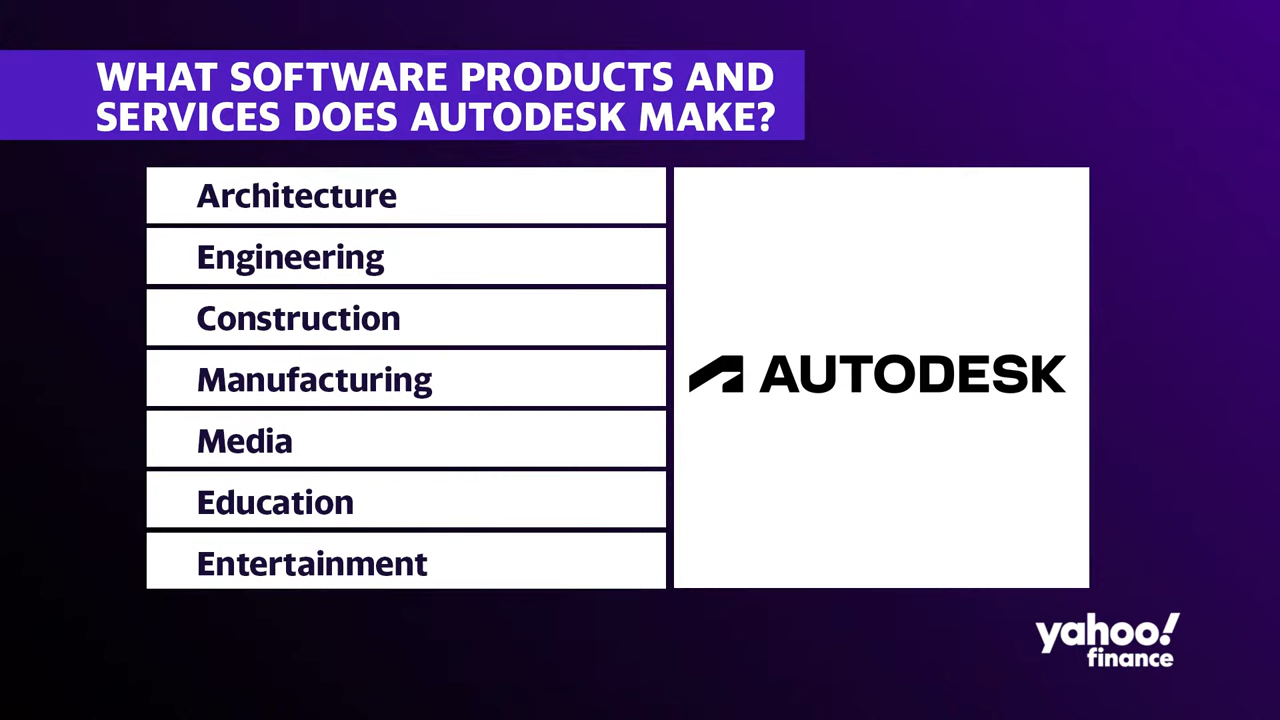 WHAT SOFTWARE PRODUCTS AND
SERVICES DOES AUTODESK MAKE?
Architecture
Engineering
Construction
Manufacturing
Media
Education
Entertainment
AUTODESK
yahoo!
finance